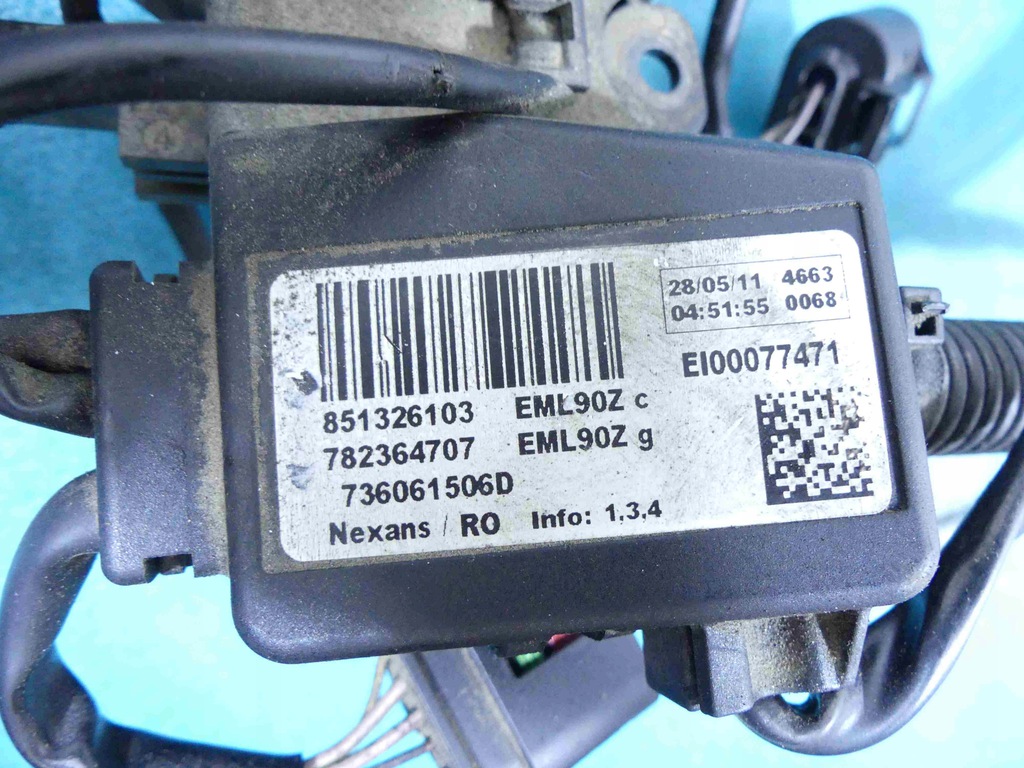 28/05/11 4663
04:51:55 0068
EI00077471
851326103 EML90Z c
782364707 EML90Z g
736061506D
Nexans / RO Info: 1,3,4
4